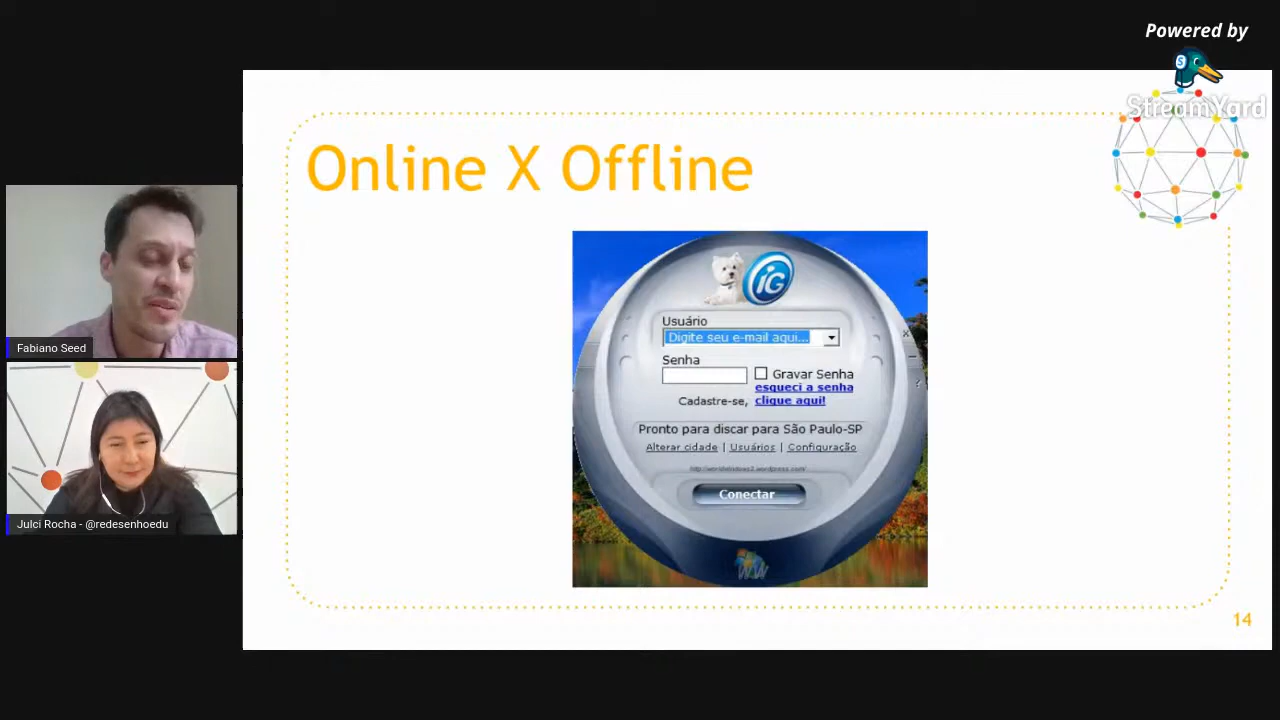 Powered by
StreamYard
Online X Offline
iG
Usuário
Digite seu e-mail aqui...
Senha
Gravar Senha
esqueci a senha
Cadastre-se, clique aqui!
Pronto para discar para São Paulo-SP
Alterar cidade | Usuários | Configuração
Conectar
14
Fabiano Seed
Julci Rocha - @redesenhoedu